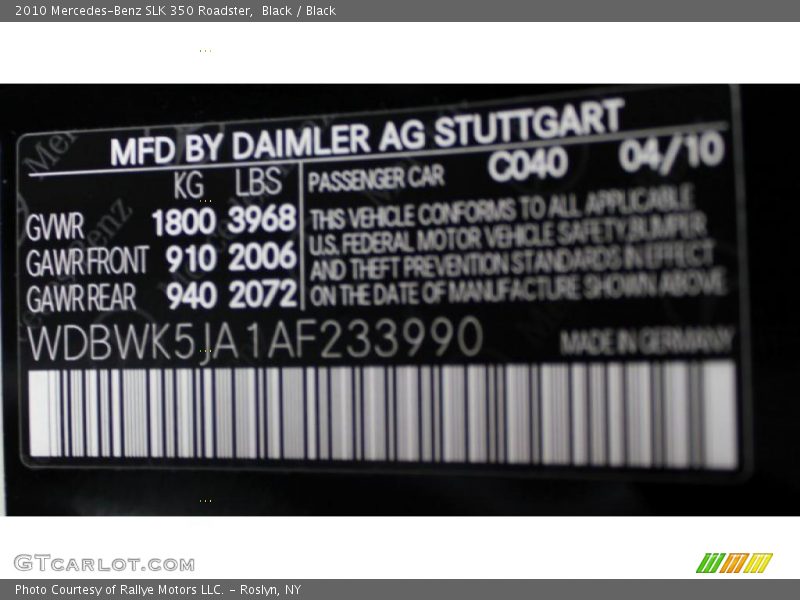 2010 Mercedes-Benz SLK 350 Roadster,  Black / Black
MFD BY DAIMLER AG STUTTGART
KG LBS
GVWR 1800 3968
GAWR FRONT 910 2006
GAWR REAR 940 2072
PASSENGER CAR C040 04/10
THIS VEHICLE CONFORMS TO ALL APPLICABLE
U.S. FEDERAL MOTOR VEHICLE SAFETY, BUMPER
AND THEFT PREVENTION STANDARDS IN EFFECT
ON THE DATE OF MANUFACTURE SHOWN ABOVE
WDBWK5JA1AF233990
MADE IN GERMANY
GTCARLOT.COM
Photo Courtesy of Rallye Motors LLC. - Roslyn, NY